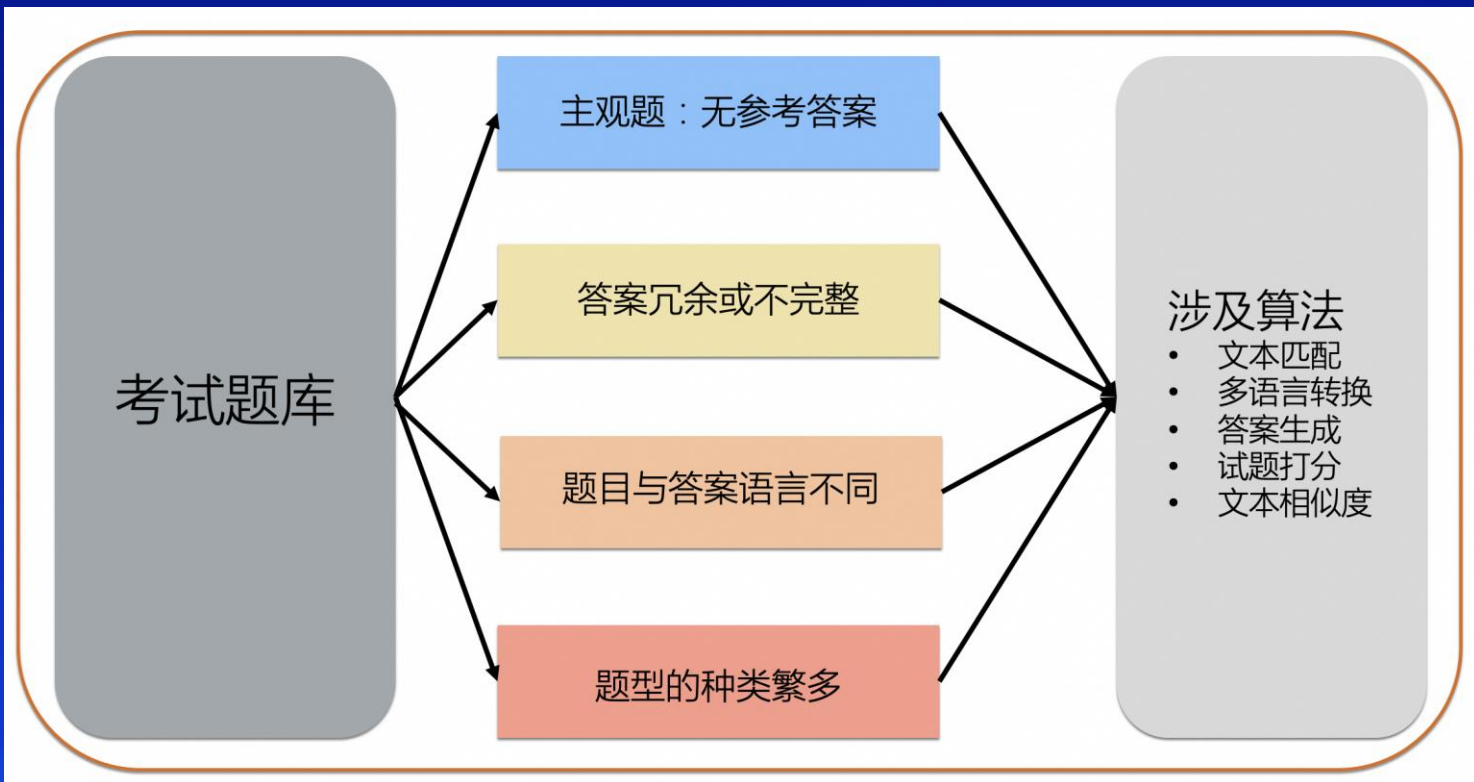 考试题库
主观题：无参考答案
答案冗余或不完整
题目与答案语言不同
题型的种类繁多
涉及算法
• 文本匹配
• 多语言转换
• 答案生成
• 试题打分
• 文本相似度